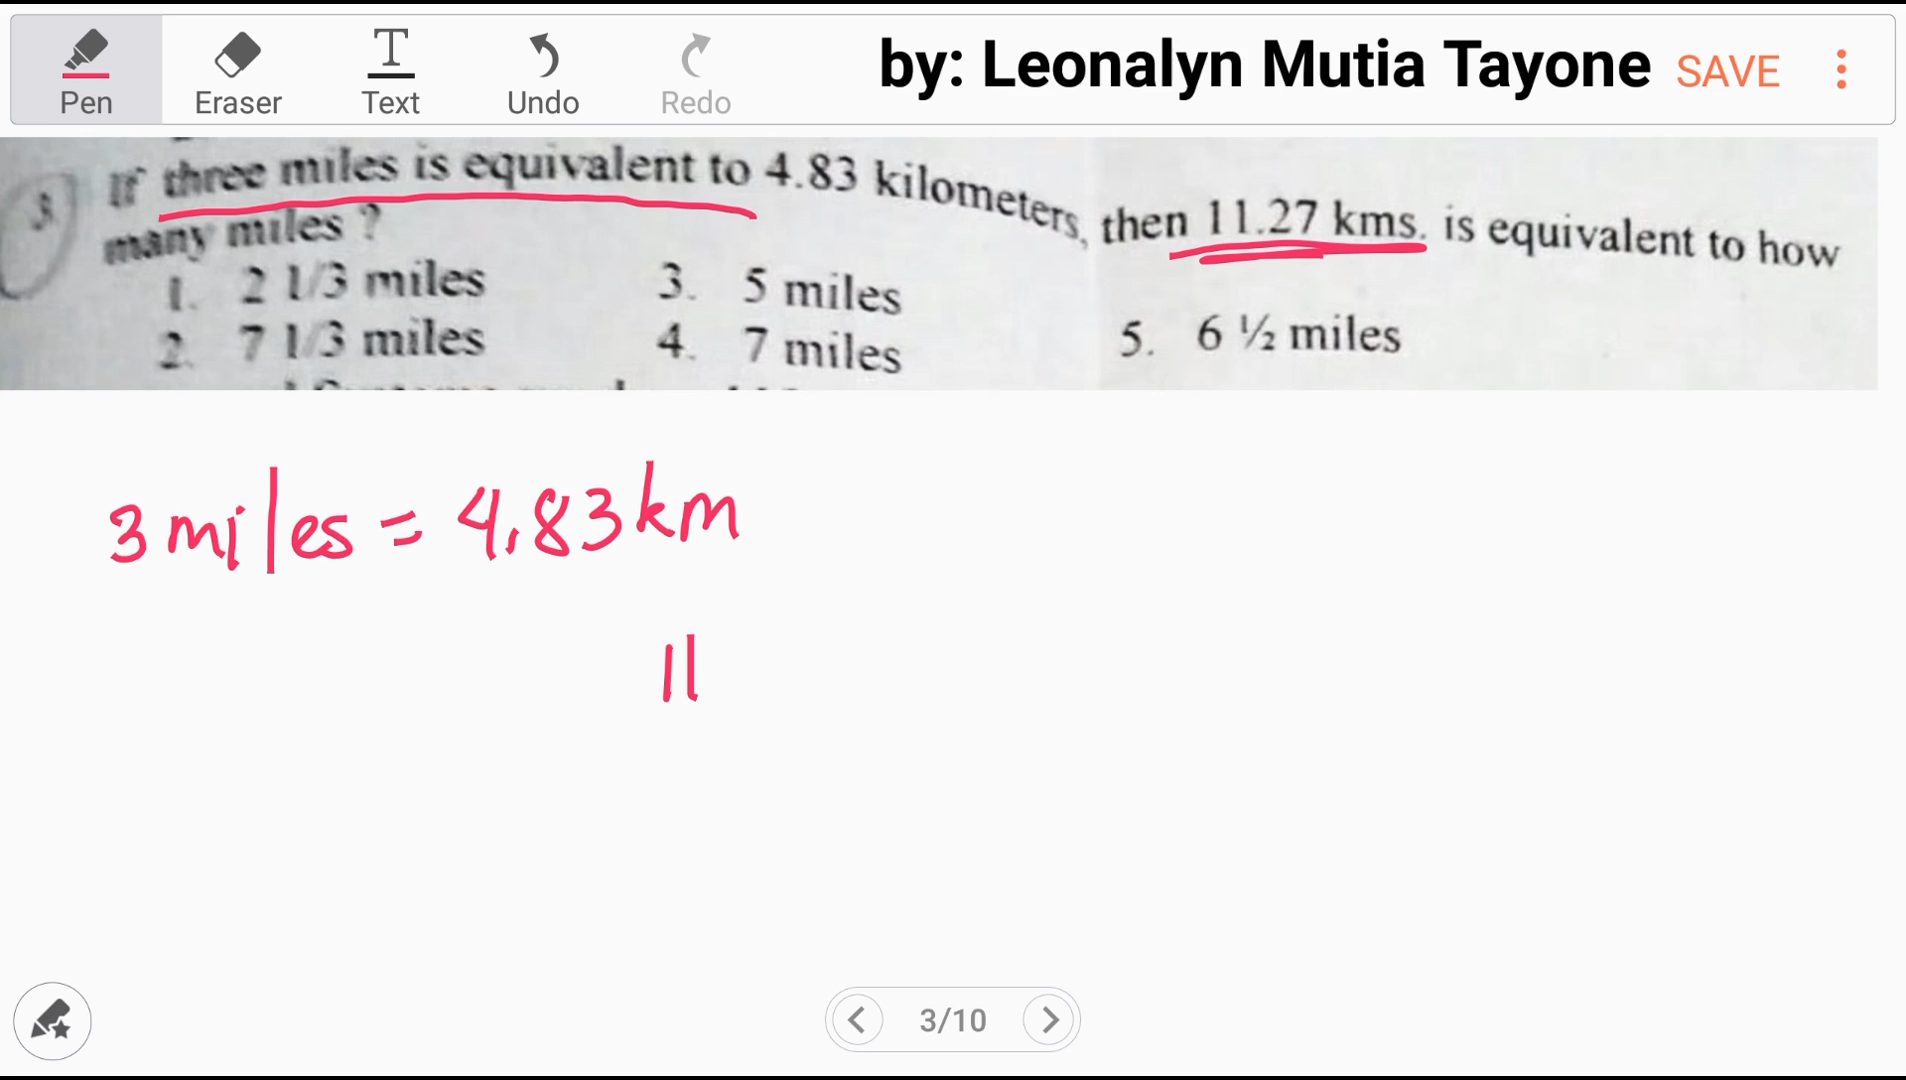 Pen
Eraser
Text
Undo
Redo
by: Leonalyn Mutia Tayone
SAVE
3. If three miles is equivalent to 4.83 kilometers, then 11.27 kms. is equivalent to how
many miles ?
1. 2 1/3 miles
2. 7 1/3 miles
3. 5 miles
4. 7 miles
5. 6 ½ miles
3 miles = 4.83 km
11
3/10